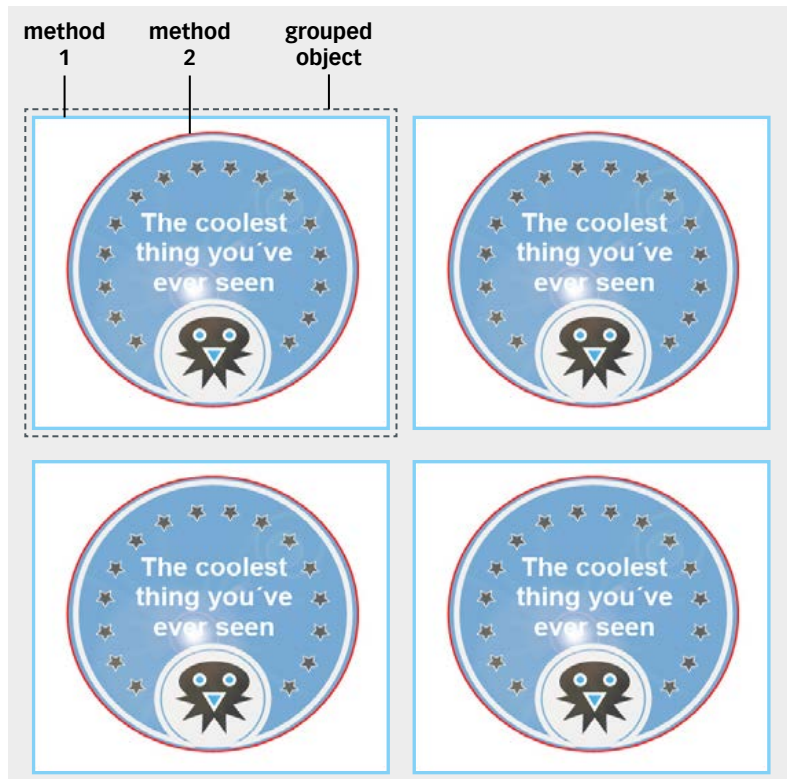 method
1
method
2
grouped
object
The coolest
thing you´ve
ever seen
The coolest
thing you´ve
ever seen
The coolest
thing you´ve
ever seen
The coolest
thing you´ve
ever seen